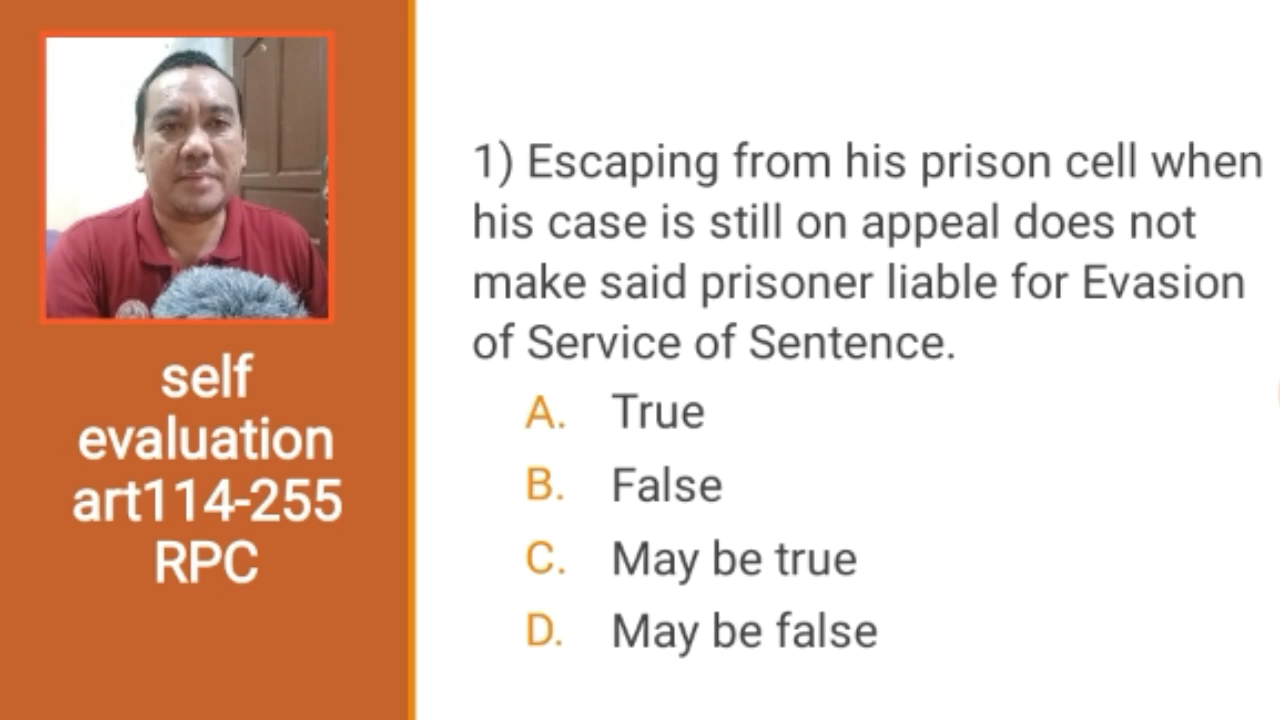 self
evaluation
art114-255
RPC
1) Escaping from his prison cell when
his case is still on appeal does not
make said prisoner liable for Evasion
of Service of Sentence.
A. True
B. False
C. May be true
D. May be false